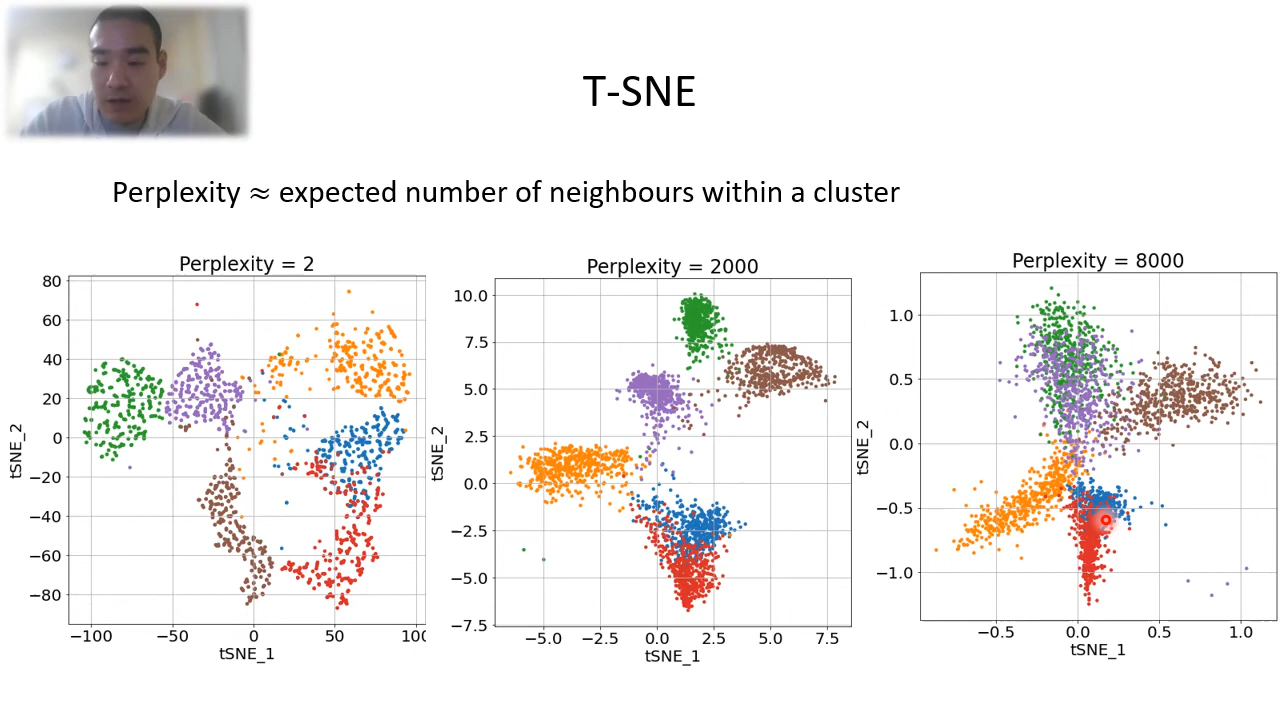 T-SNE
Perplexity ≈ expected number of neighbours within a cluster
Perplexity = 2
80
60
40
20
0
−20
−40
−60
−80
tSNE_2
−100 −50 0 50 100
tSNE_1
Perplexity = 2000
10.0
7.5
5.0
2.5
0.0
−2.5
−5.0
−7.5
tSNE_2
−5.0 −2.5 0.0 2.5 5.0 7.5
tSNE_1
Perplexity = 8000
1.0
0.5
0.0
−0.5
−1.0
tSNE_2
−0.5 0.0 0.5 1.0
tSNE_1